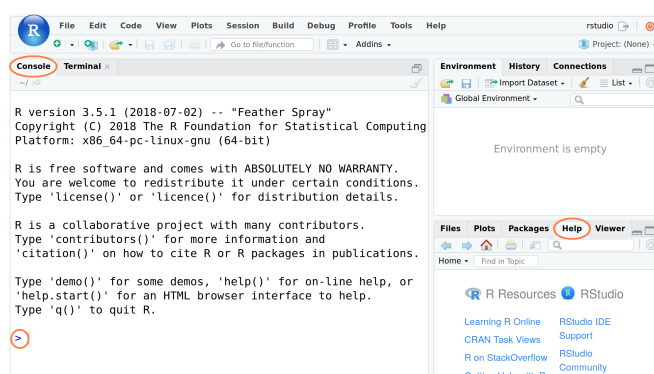 R File Edit Code View Plots Session Build Debug Profile Tools Help rstudio
Go to file/function Addins Project: (None)
Console Terminal
~/
R version 3.5.1 (2018-07-02) -- "Feather Spray"
Copyright (C) 2018 The R Foundation for Statistical Computing
Platform: x86_64-pc-linux-gnu (64-bit)
R is free software and comes with ABSOLUTELY NO WARRANTY.
You are welcome to redistribute it under certain conditions.
Type 'license()' or 'licence()' for distribution details.
R is a collaborative project with many contributors.
Type 'contributors()' for more information and
'citation()' on how to cite R or R packages in publications.
Type 'demo()' for some demos, 'help()' for on-line help, or
'help.start()' for an HTML browser interface to help.
Type 'q()' to quit R.
>
Environment History Connections
Import Dataset List
Global Environment
Environment is empty
Files Plots Packages Help Viewer
Home Find in Topic
R Resources RStudio
Learning R Online
CRAN Task Views
R on StackOverflow
RStudio IDE
Support
RStudio
Community